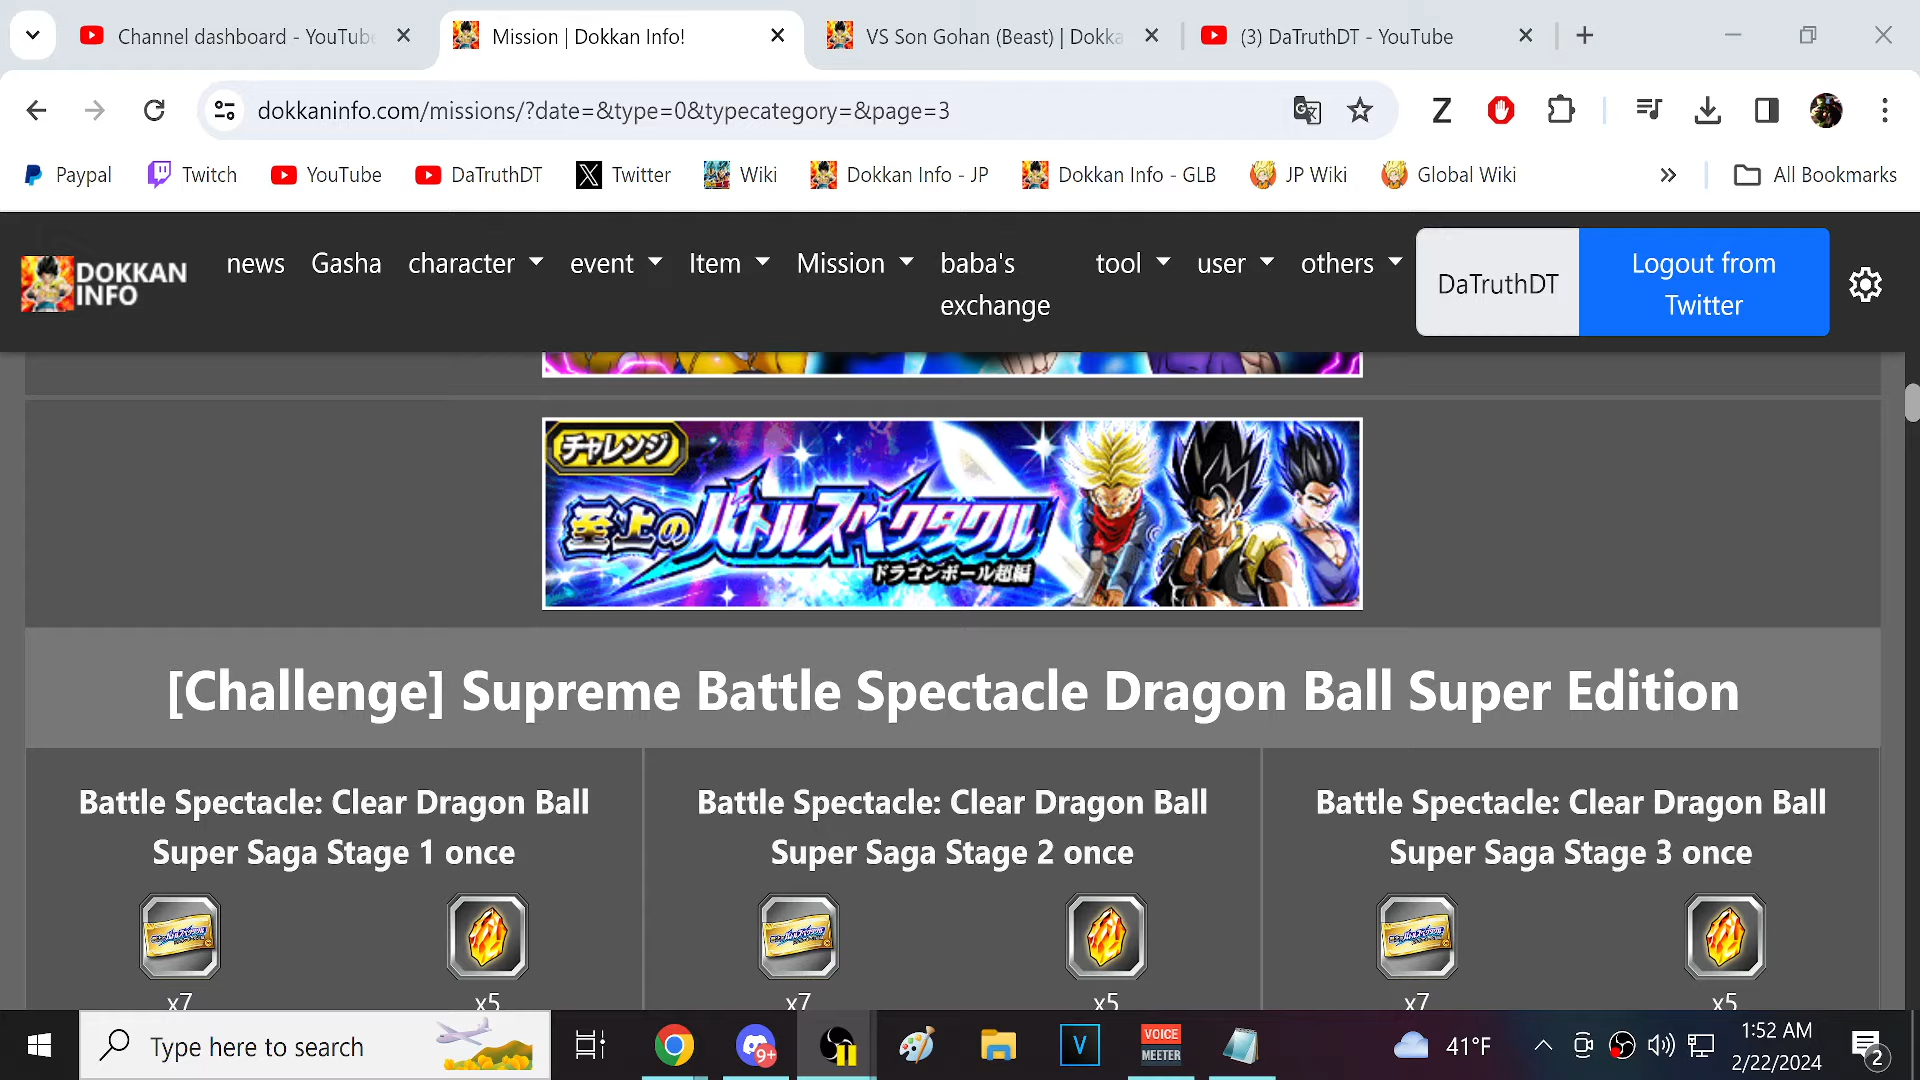 Channel dashboard - YouTube
Mission | Dokkan Info!
VS Son Gohan (Beast) | Dokka
(3) DaTruthDT - YouTube
dokkaninfo.com/missions/?date=&type=0&typecategory=&page=3
Paypal
Twitch
YouTube
DaTruthDT
Twitter
Wiki
Dokkan Info - JP
Dokkan Info - GLB
JP Wiki
Global Wiki
All Bookmarks
DOKKAN
INFO
news
Gasha
character
event
Item
Mission
baba's
exchange
tool
user
others
DaTruthDT
Logout from
Twitter
チャレンジ
至上のバトルスペクタクル
ドラゴンボール超編
[Challenge] Supreme Battle Spectacle Dragon Ball Super Edition
Battle Spectacle: Clear Dragon Ball
Super Saga Stage 1 once
x7
x5
Battle Spectacle: Clear Dragon Ball
Super Saga Stage 2 once
x7
x5
Battle Spectacle: Clear Dragon Ball
Super Saga Stage 3 once
x7
x5
Type here to search
9+
V
VOICE
MEETER
41°F
1:52 AM
2/22/2024
2